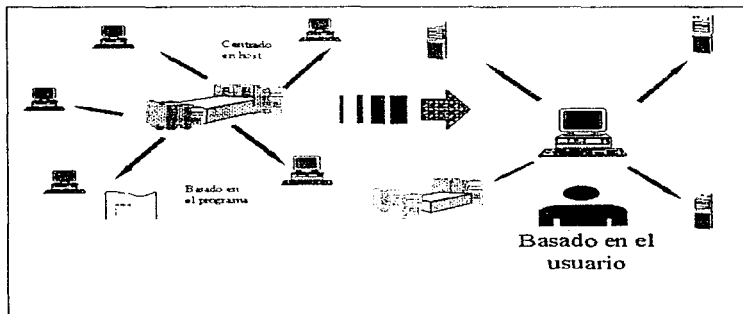 Centrado
en host
Basado en
el programa
Basado en el
usuario